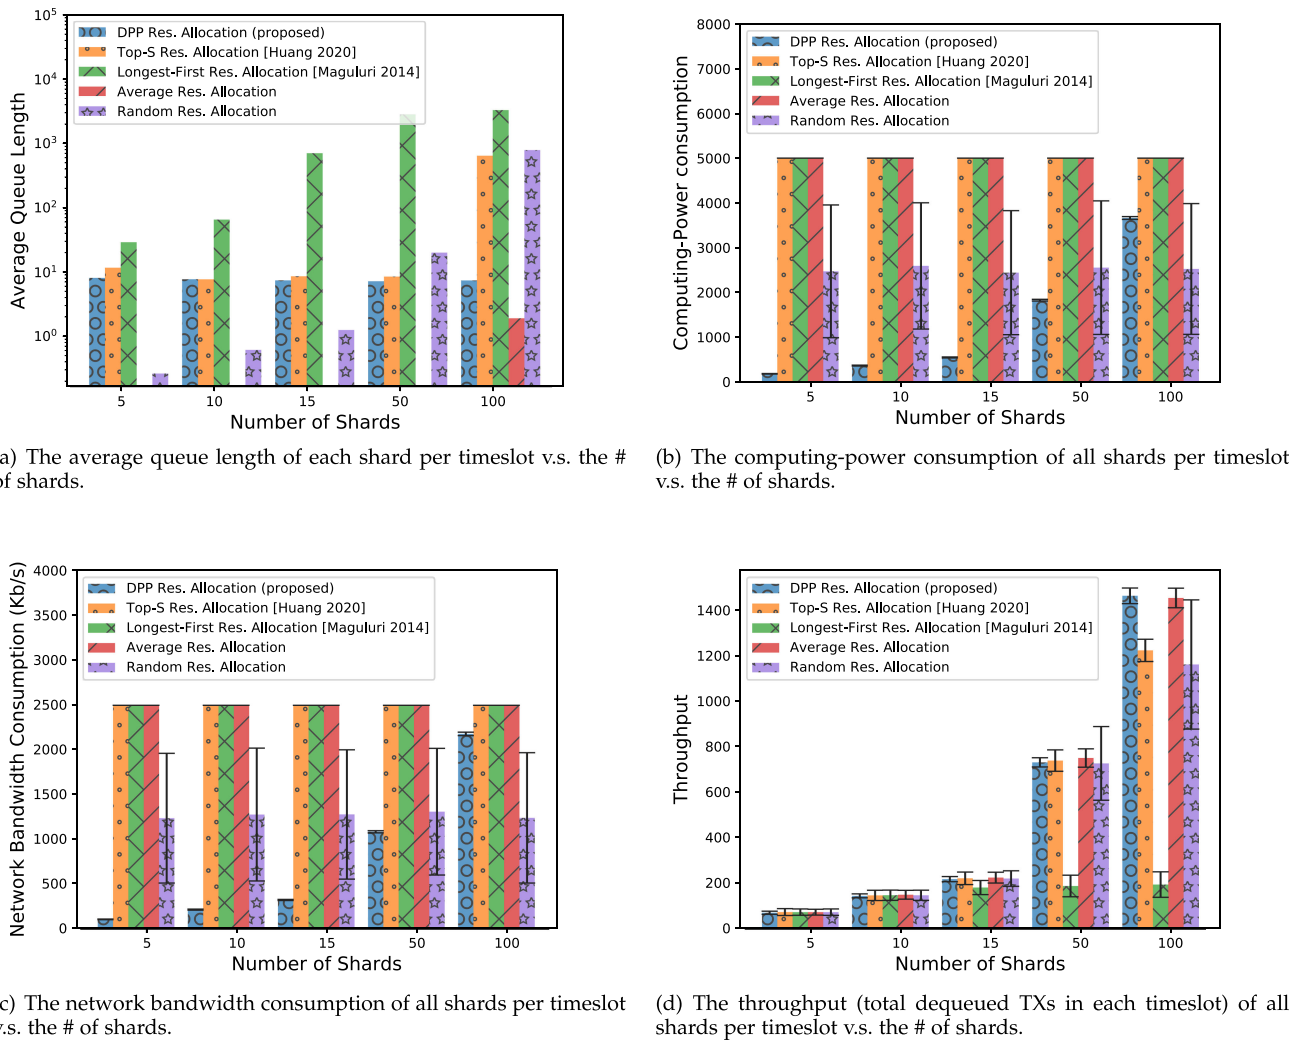 10^5
10^4
10^3
10^2
10^1
10^0
Average Queue Length
DPP Res. Allocation (proposed)
Top-S Res. Allocation [Huang 2020]
Longest-First Res. Allocation [Maguluri 2014]
Average Res. Allocation
Random Res. Allocation
5 10 15 50 100
Number of Shards
a) The average queue length of each shard per timeslot v.s. the #
of shards.
8000
7000
6000
5000
4000
3000
2000
1000
0
Computing-Power consumption
DPP Res. Allocation (proposed)
Top-S Res. Allocation [Huang 2020]
Longest-First Res. Allocation [Maguluri 2014]
Average Res. Allocation
Random Res. Allocation
5 10 15 50 100
Number of Shards
(b) The computing-power consumption of all shards per timeslot
v.s. the # of shards.
4000
3500
3000
2500
2000
1500
1000
500
0
Network Bandwidth Consumption (Kb/s)
DPP Res. Allocation (proposed)
Top-S Res. Allocation [Huang 2020]
Longest-First Res. Allocation [Maguluri 2014]
Average Res. Allocation
Random Res. Allocation
5 10 15 50 100
Number of Shards
c) The network bandwidth consumption of all shards per timeslot
v.s. the # of shards.
1400
1200
1000
800
600
400
200
0
Throughput
DPP Res. Allocation (proposed)
Top-S Res. Allocation [Huang 2020]
Longest-First Res. Allocation [Maguluri 2014]
Average Res. Allocation
Random Res. Allocation
5 10 15 50 100
Number of Shards
(d) The throughput (total dequeued TXs in each timeslot) of all
shards per timeslot v.s. the # of shards.